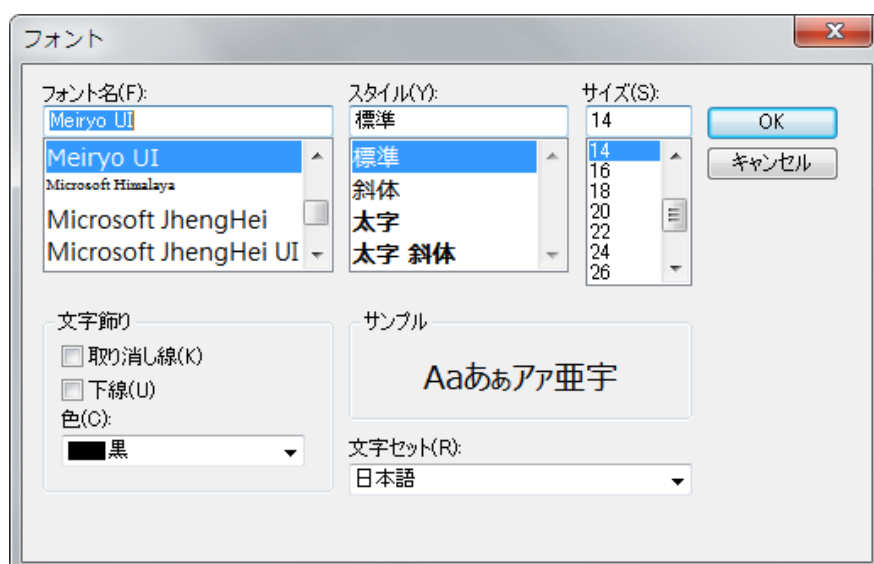 フォント
フォント名(F):
Meiryo UI
Meiryo UI
Microsoft Himalaya
Microsoft JhengHei
Microsoft JhengHei UI
スタイル(Y):
標準
標準
斜体
太字
太字 斜体
サイズ(S):
14
14
16
18
20
22
24
26
OK
キャンセル
文字飾り
取り消し線(K)
下線(U)
色(C):
黒
サンプル
Aaあぁアァ亜宇
文字セット(R):
日本語